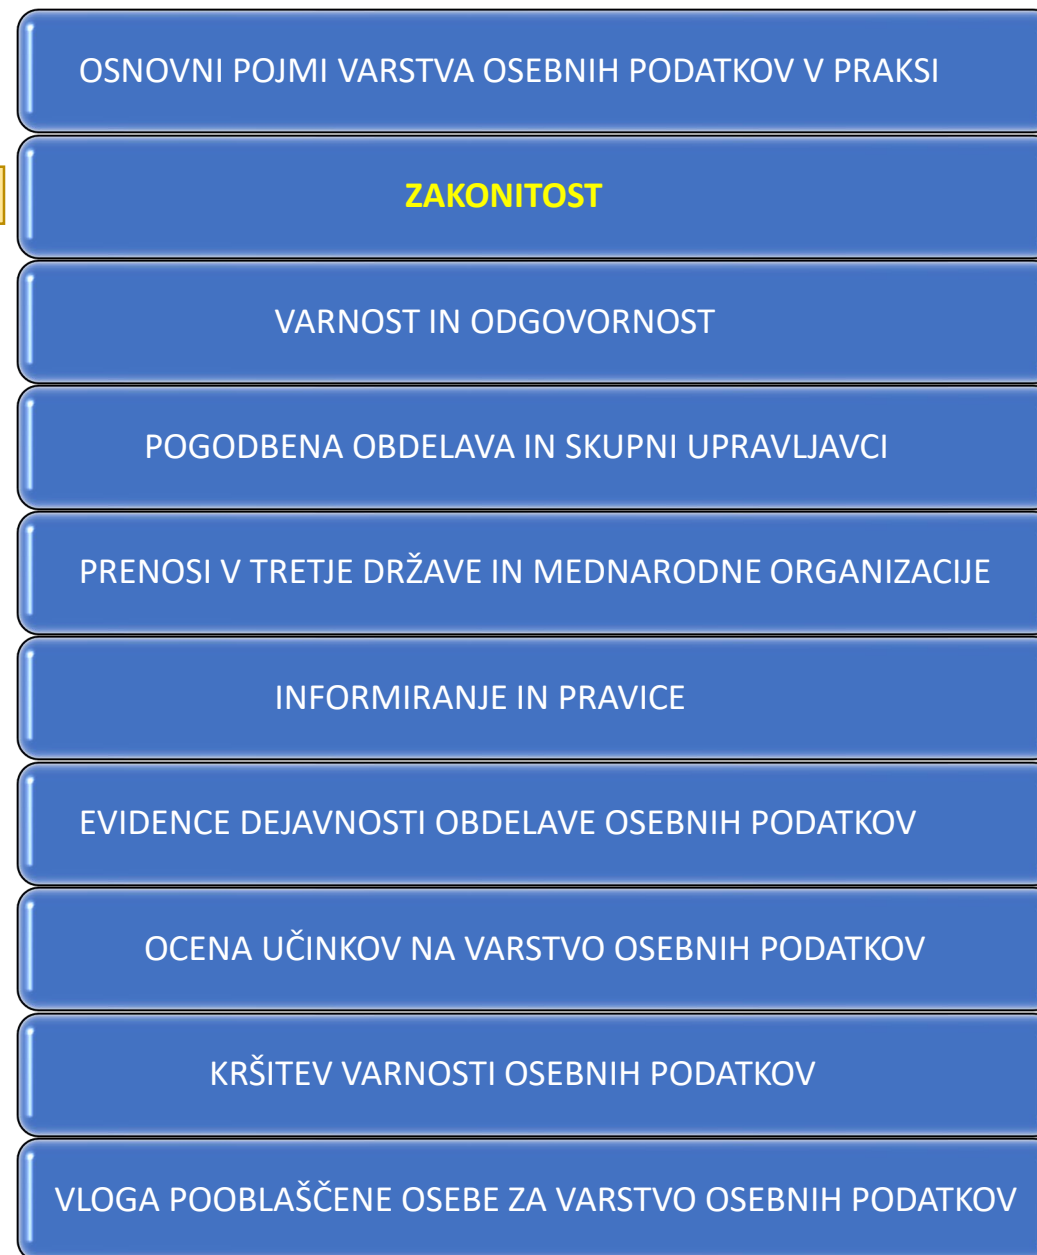 OSNOVNI POJMI VARSTVA OSEBNIH PODATKOV V PRAKSI
ZAKONITOST
VARNOST IN ODGOVORNOST
POGODBENA OBDELAVA IN SKUPNI UPRAVLJAVCI
PRENOSI V TRETJE DRŽAVE IN MEDNARODNE ORGANIZACIJE
INFORMIRANJE IN PRAVICE
EVIDENCE DEJAVNOSTI OBDELAVE OSEBNIH PODATKOV
OCENA UČINKOV NA VARSTVO OSEBNIH PODATKOV
KRŠITEV VARNOSTI OSEBNIH PODATKOV
VLOGA POOBLAŠČENE OSEBE ZA VARSTVO OSEBNIH PODATKOV